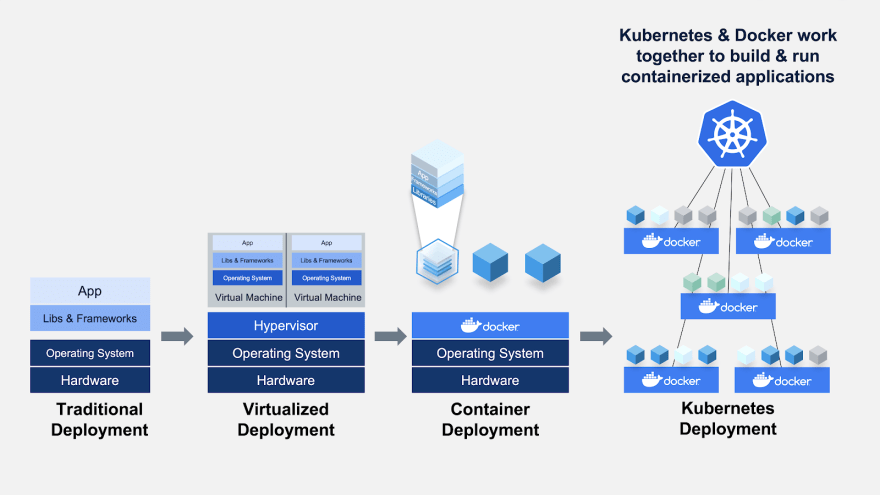 Kubernetes & Docker work
together to build & run
containerized applications
App
Frameworks
Libraries
docker
docker
docker
docker
docker
App
Libs & Frameworks
Operating System
Virtual Machine
App
Libs & Frameworks
Operating System
Virtual Machine
App
Libs & Frameworks
Operating System
Hardware
Hypervisor
Operating System
Hardware
docker
Operating System
Hardware
Traditional
Deployment
Virtualized
Deployment
Container
Deployment
Kubernetes
Deployment